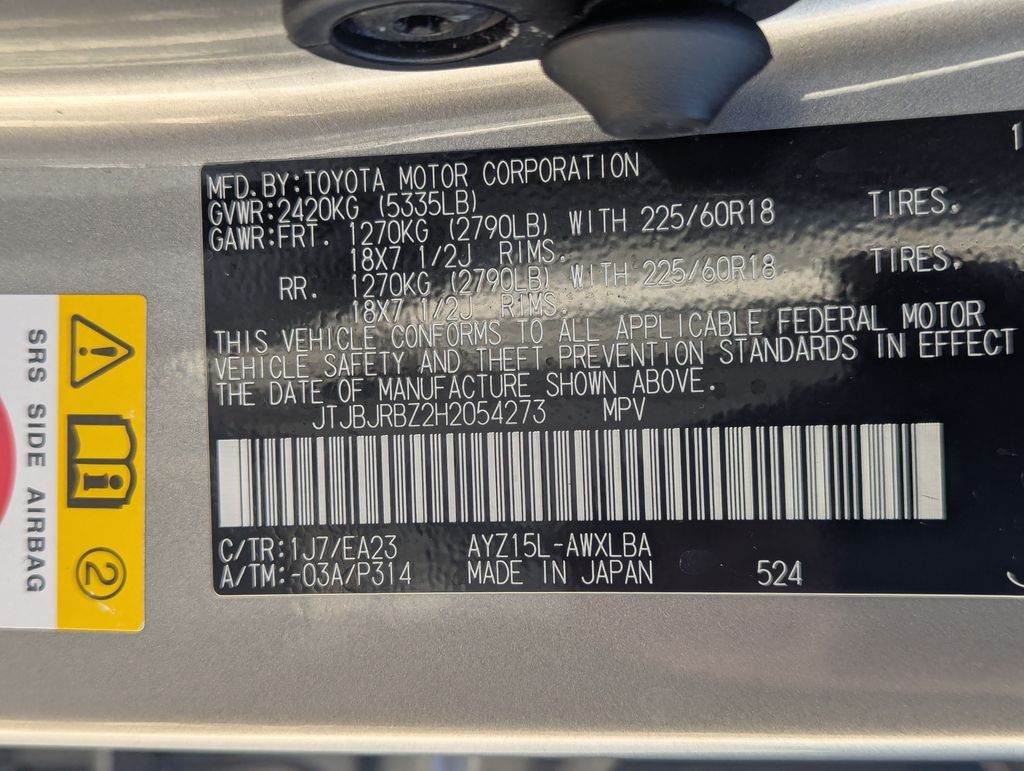 1
MFD.BY:TOYOTA MOTOR CORPORATION
GVWR:2420KG (5335LB)
GAWR:FRT. 1270KG (2790LB) WITH 225/60R18 TIRES.
18X7 1/2J RIMS.
RR. 1270KG (2790LB) WITH 225/60R18 TIRES.
18X7 1/2J RIMS.
THIS VEHICLE CONFORMS TO ALL APPLICABLE FEDERAL MOTOR
VEHICLE SAFETY AND THEFT PREVENTION STANDARDS IN EFFECT
THE DATE OF MANUFACTURE SHOWN ABOVE.
JTJBJRBZ2H2054273 MPV
C/TR:1J7/EA23 AYZ15L-AWXLBA
A/TM:-03A/P314 MADE IN JAPAN 524
SRS SIDE AIRBAG
2